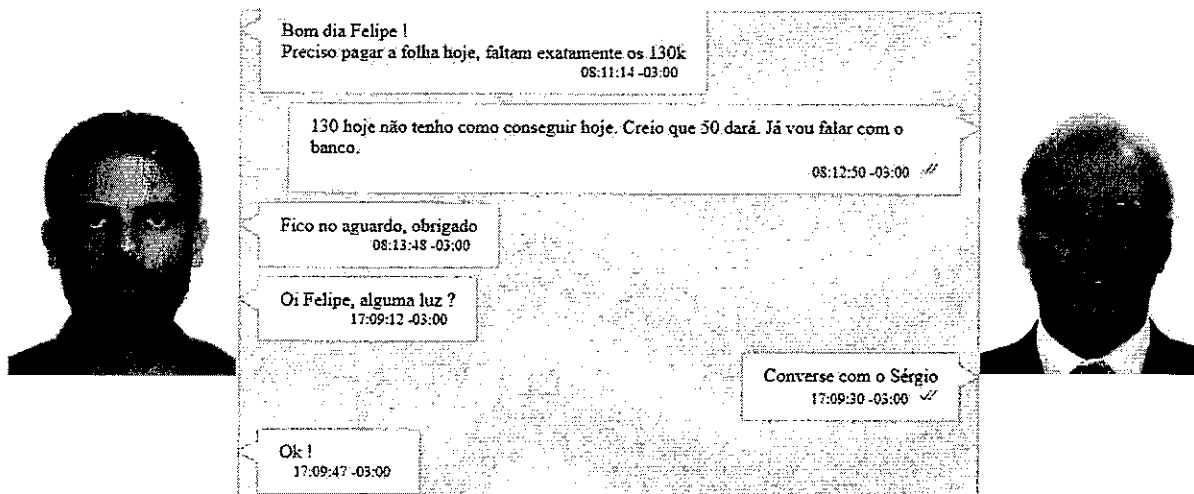 Bom dia Felipe !
Preciso pagar a folha hoje, faltam exatamente os 130k
08:11:14 -03:00
130 hoje não tenho como conseguir hoje. Creio que 50 dará. Já vou falar com o
banco.
08:12:50 -03:00
Fico no aguardo, obrigado
08:13:48 -03:00
Oi Felipe, alguma luz ?
17:09:12 -03:00
Converse com o Sérgio
17:09:30 -03:00
Ok !
17:09:47 -03:00